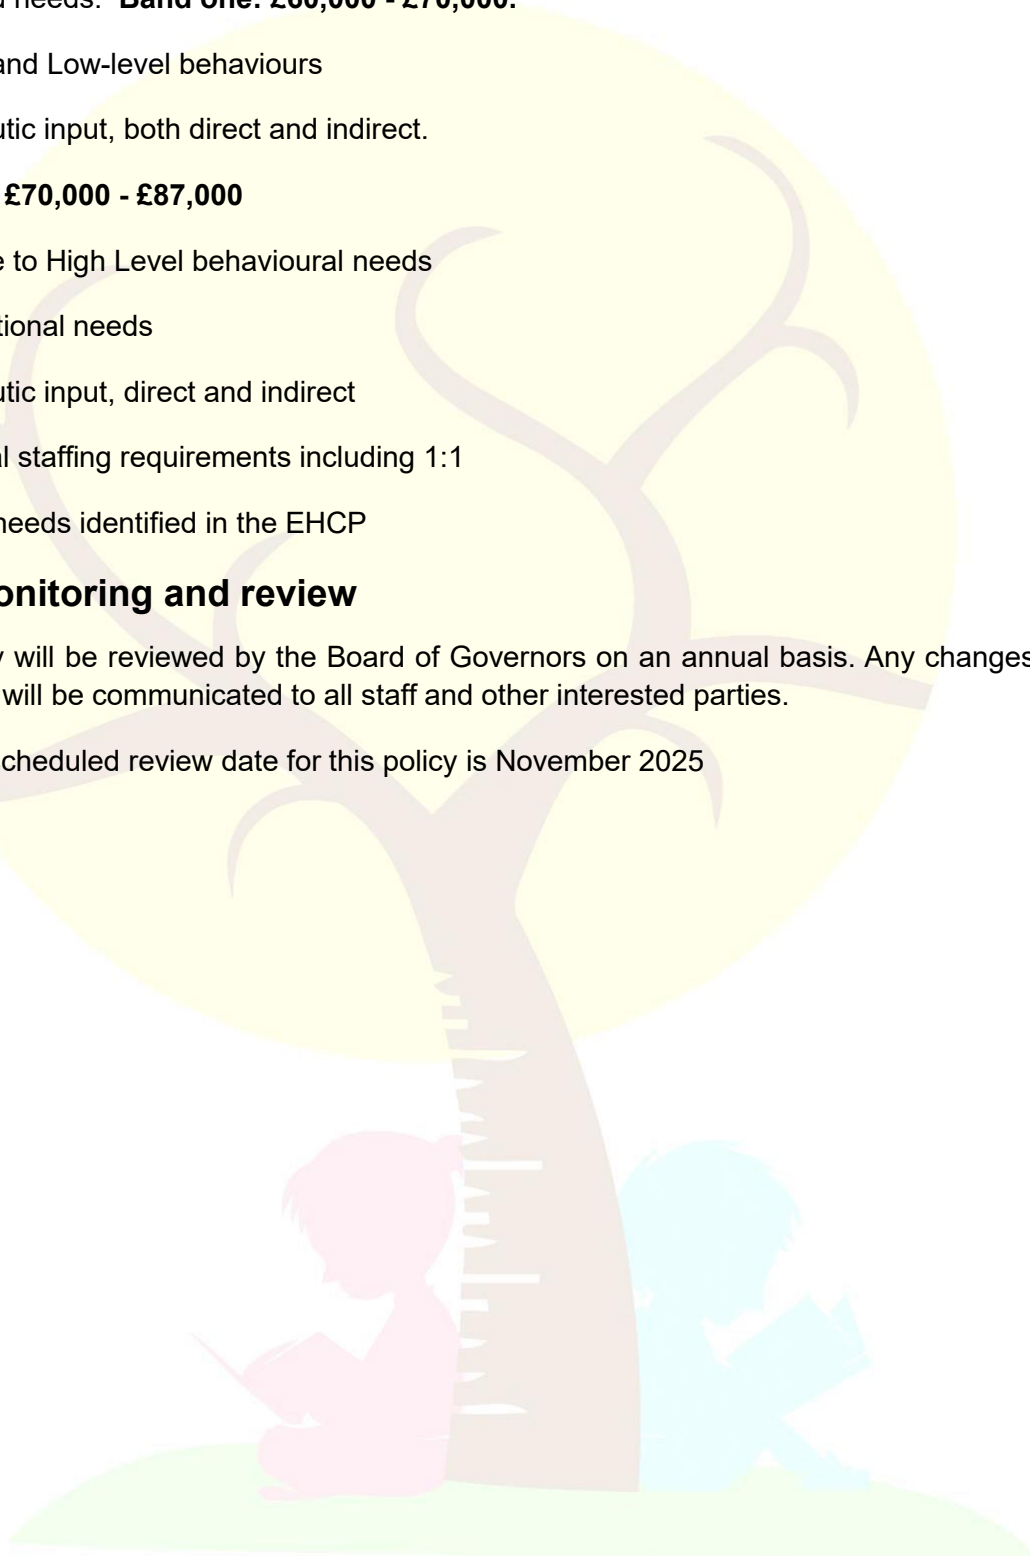 needs. Band one: £60,000 - £70,000.
and Low-level behaviours
utic input, both direct and indirect.
£70,000 - £87,000
e to High Level behavioural needs
tional needs
utic input, direct and indirect
l staffing requirements including 1:1
needs identified in the EHCP
onitoring and review
y will be reviewed by the Board of Governors on an annual basis. Any changes
will be communicated to all staff and other interested parties.
scheduled review date for this policy is November 2025